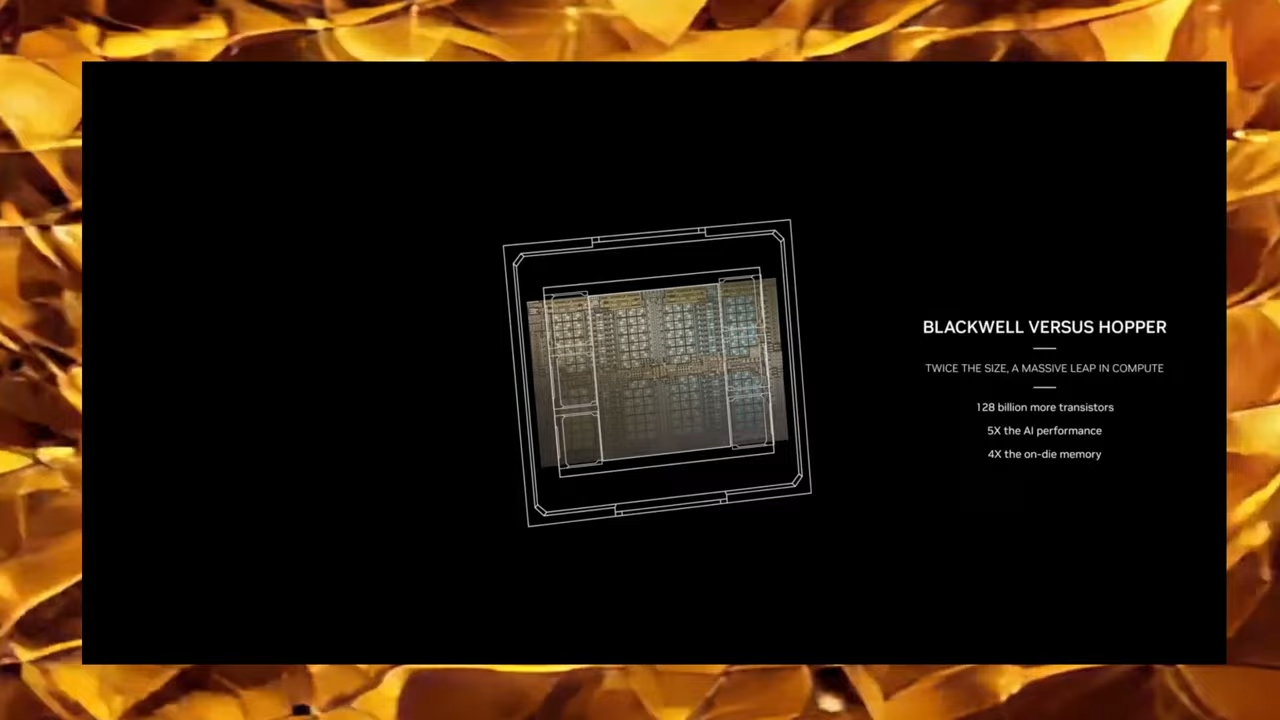 BLACKWELL VERSUS HOPPER
TWICE THE SIZE, A MASSIVE LEAP IN COMPUTE
128 billion more transistors
5X the AI performance
4X the on-die memory